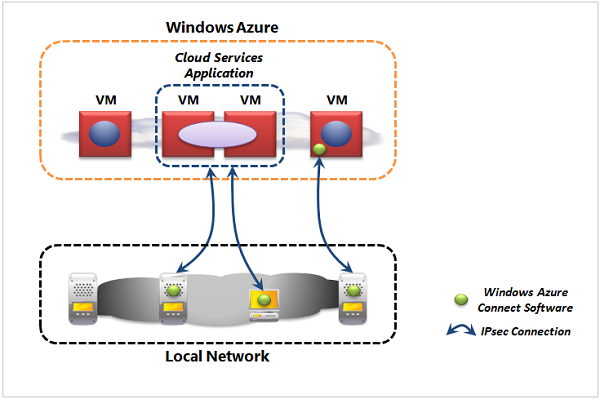 Windows Azure
Cloud Services
Application
VM
VM
VM
VM
Windows Azure
Connect Software
IPsec Connection
Local Network